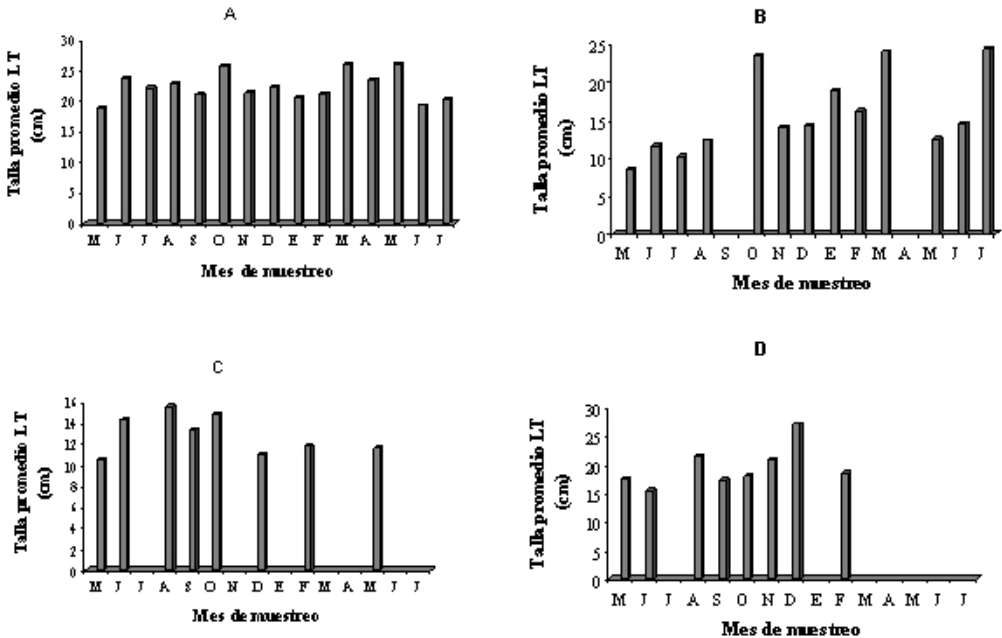 A
Talla promedio LT
(cm)
30
25
20
15
10
5
0
M J J A S O N D E F M A M J J
Mes de muestreo
B
Talla promedio LT
(cm)
25
20
15
10
5
0
M J J A S O N D E F M A M J J
Mes de muestreo
C
Talla promedio LT
(cm)
16
14
12
10
8
6
4
2
0
M J J A S O N D E F M A M J J
Mes de muestreo
D
Talla promedio LT
(cm)
30
25
20
15
10
5
0
M J J A S O N D E F M A M J J
Mes de muestreo